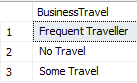 BusinessTravel
1 Frequent Traveller
2 No Travel
3 Some Travel